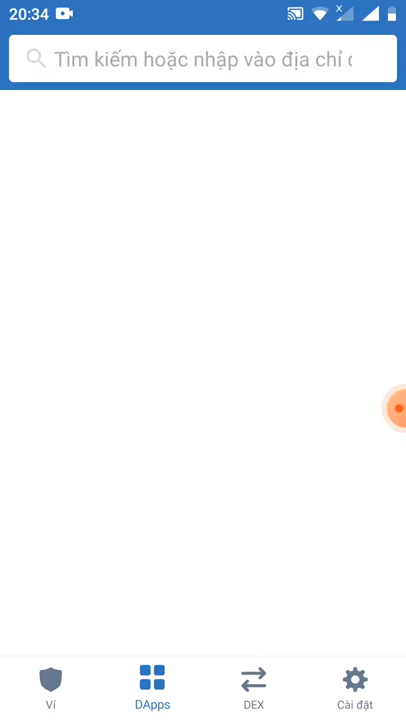 20:34
Tìm kiếm hoặc nhập vào địa chỉ
Ví
DApps
DEX
Cài đặt